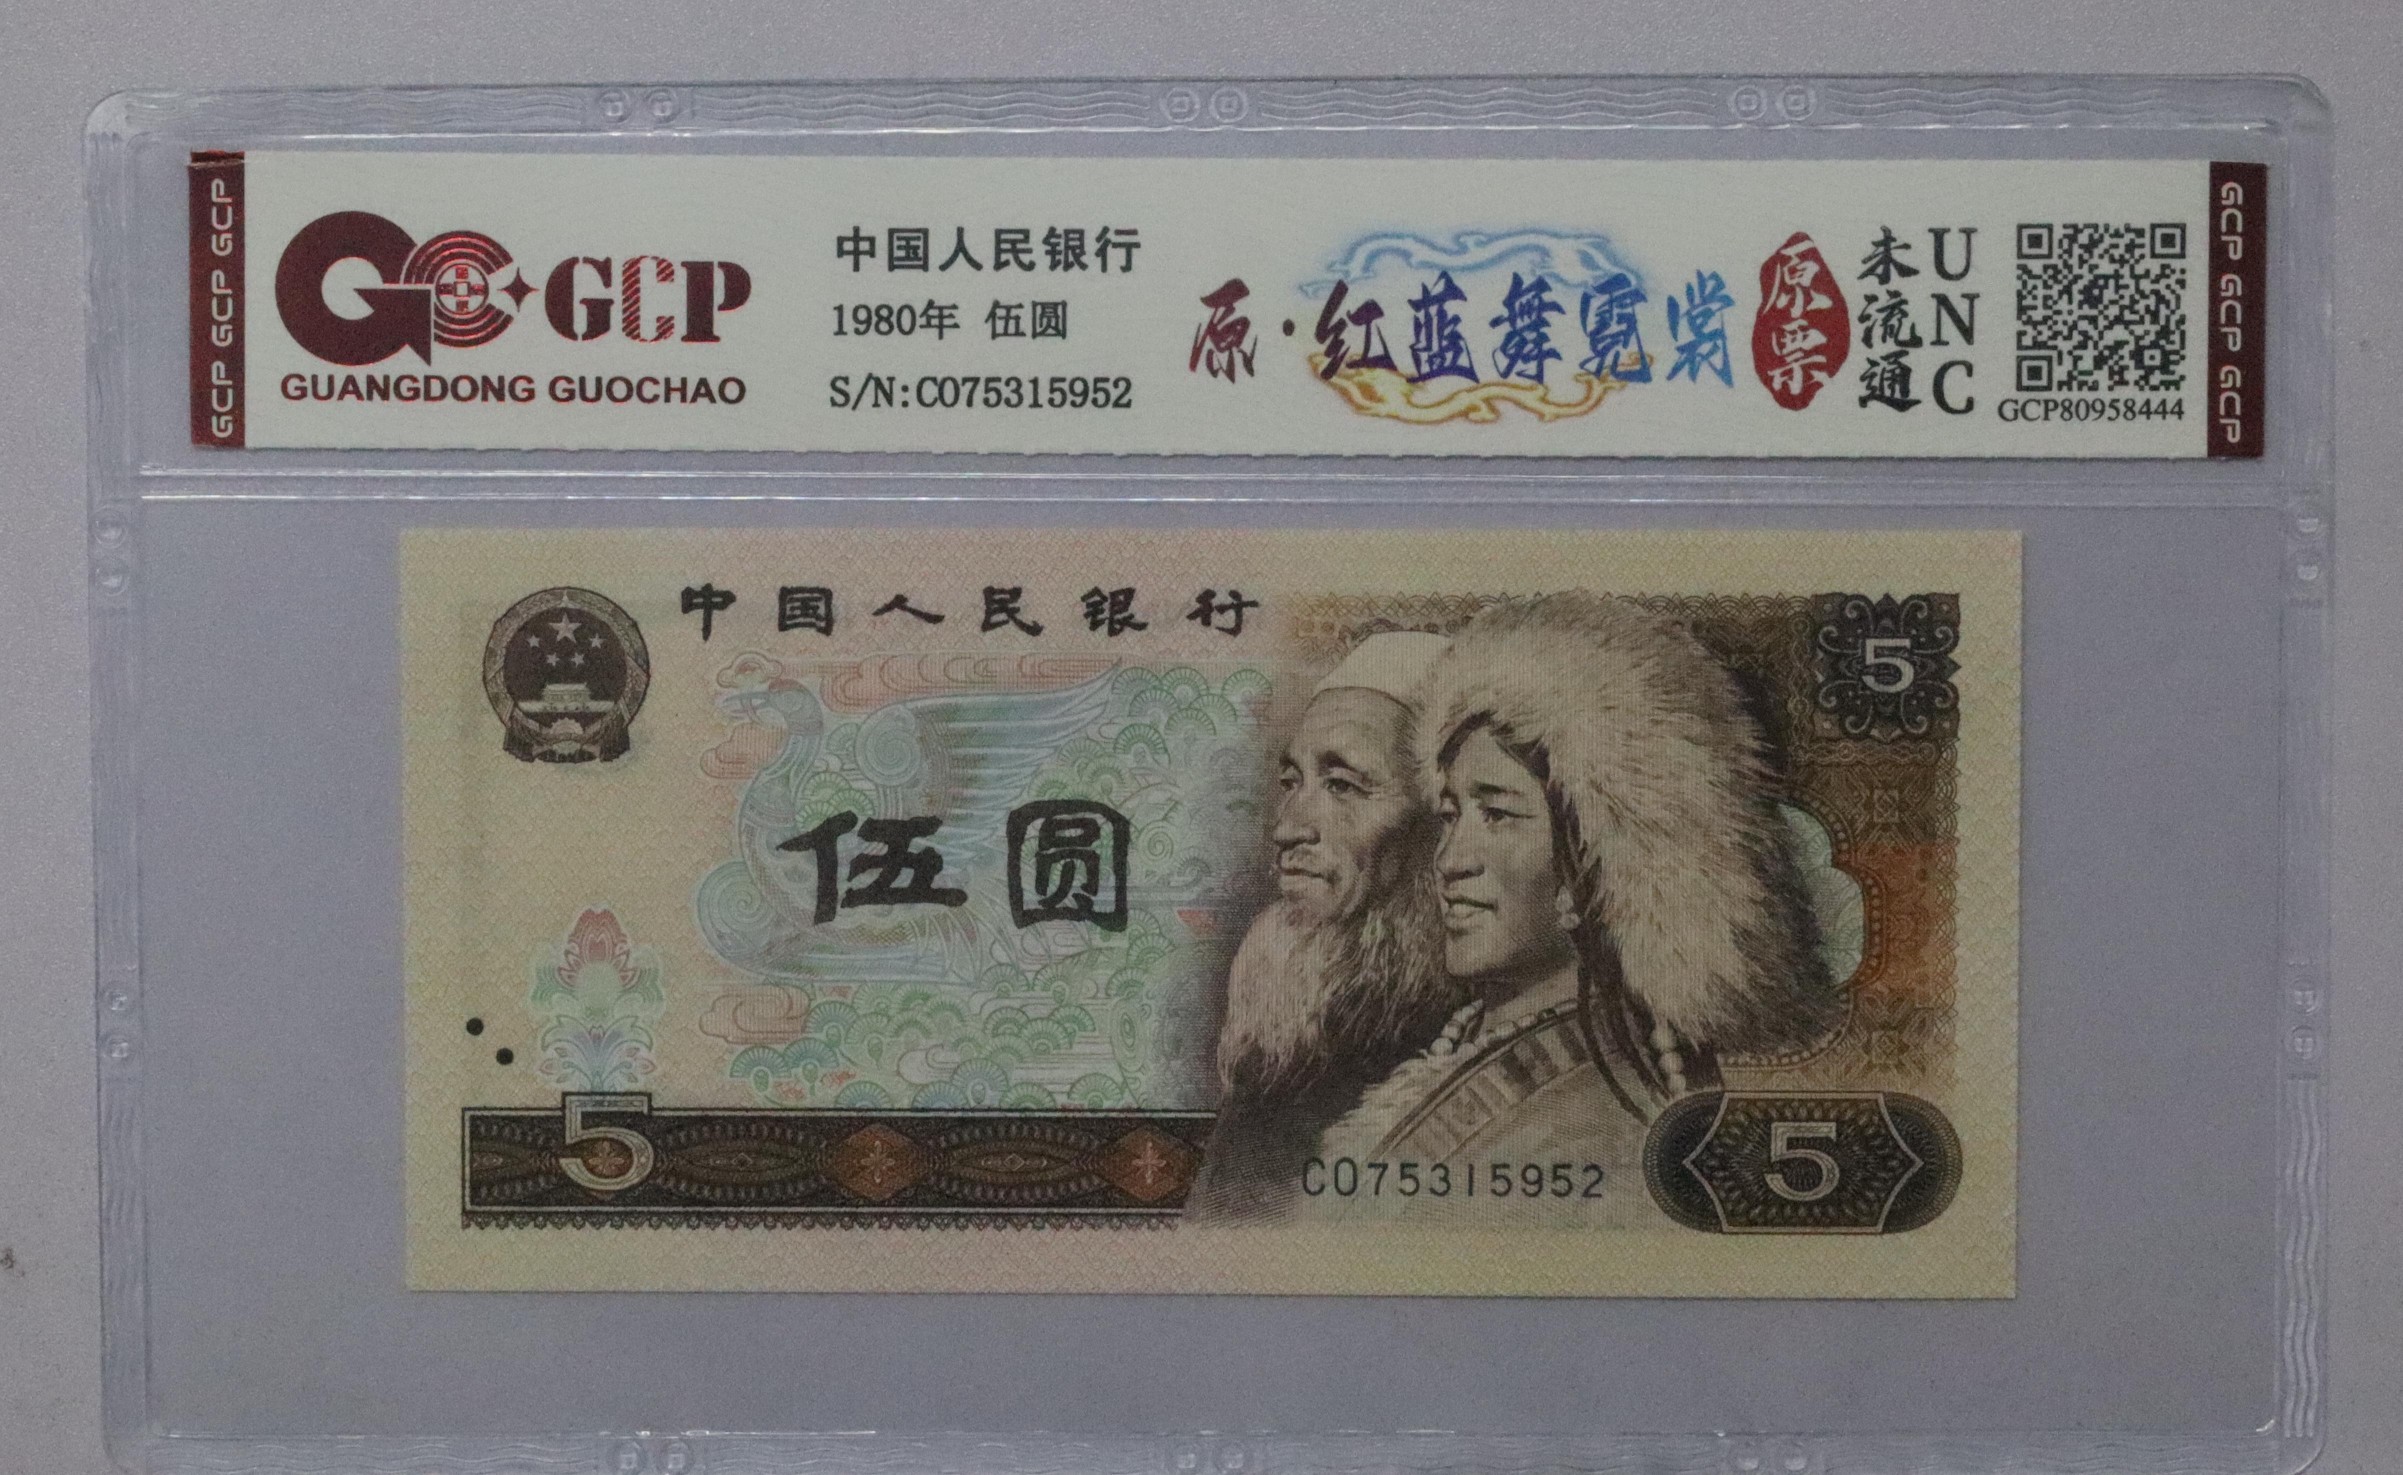 GCP GCP GCP
GCP
GUANGDONG GUOCHAO
中国人民银行
1980年 伍圆
S/N:CO75315952
原·红蓝舞霓裳
原票
未流通
UNC
GCP80958444
GCP GCP GCP
中国人民银行
5
伍圆
5
CO75315952
5